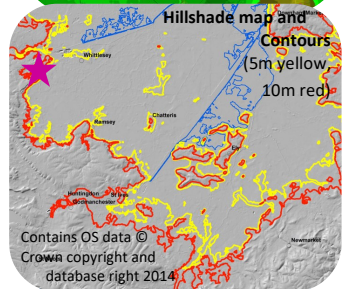 Hillshade map and
Contours
(5m yellow
10m red)
Whittlesey
Chatteris
Ramsey
Huntingdon
Godmanchester
Newmarket
Contains OS data ©
Crown copyright and
database right 2014